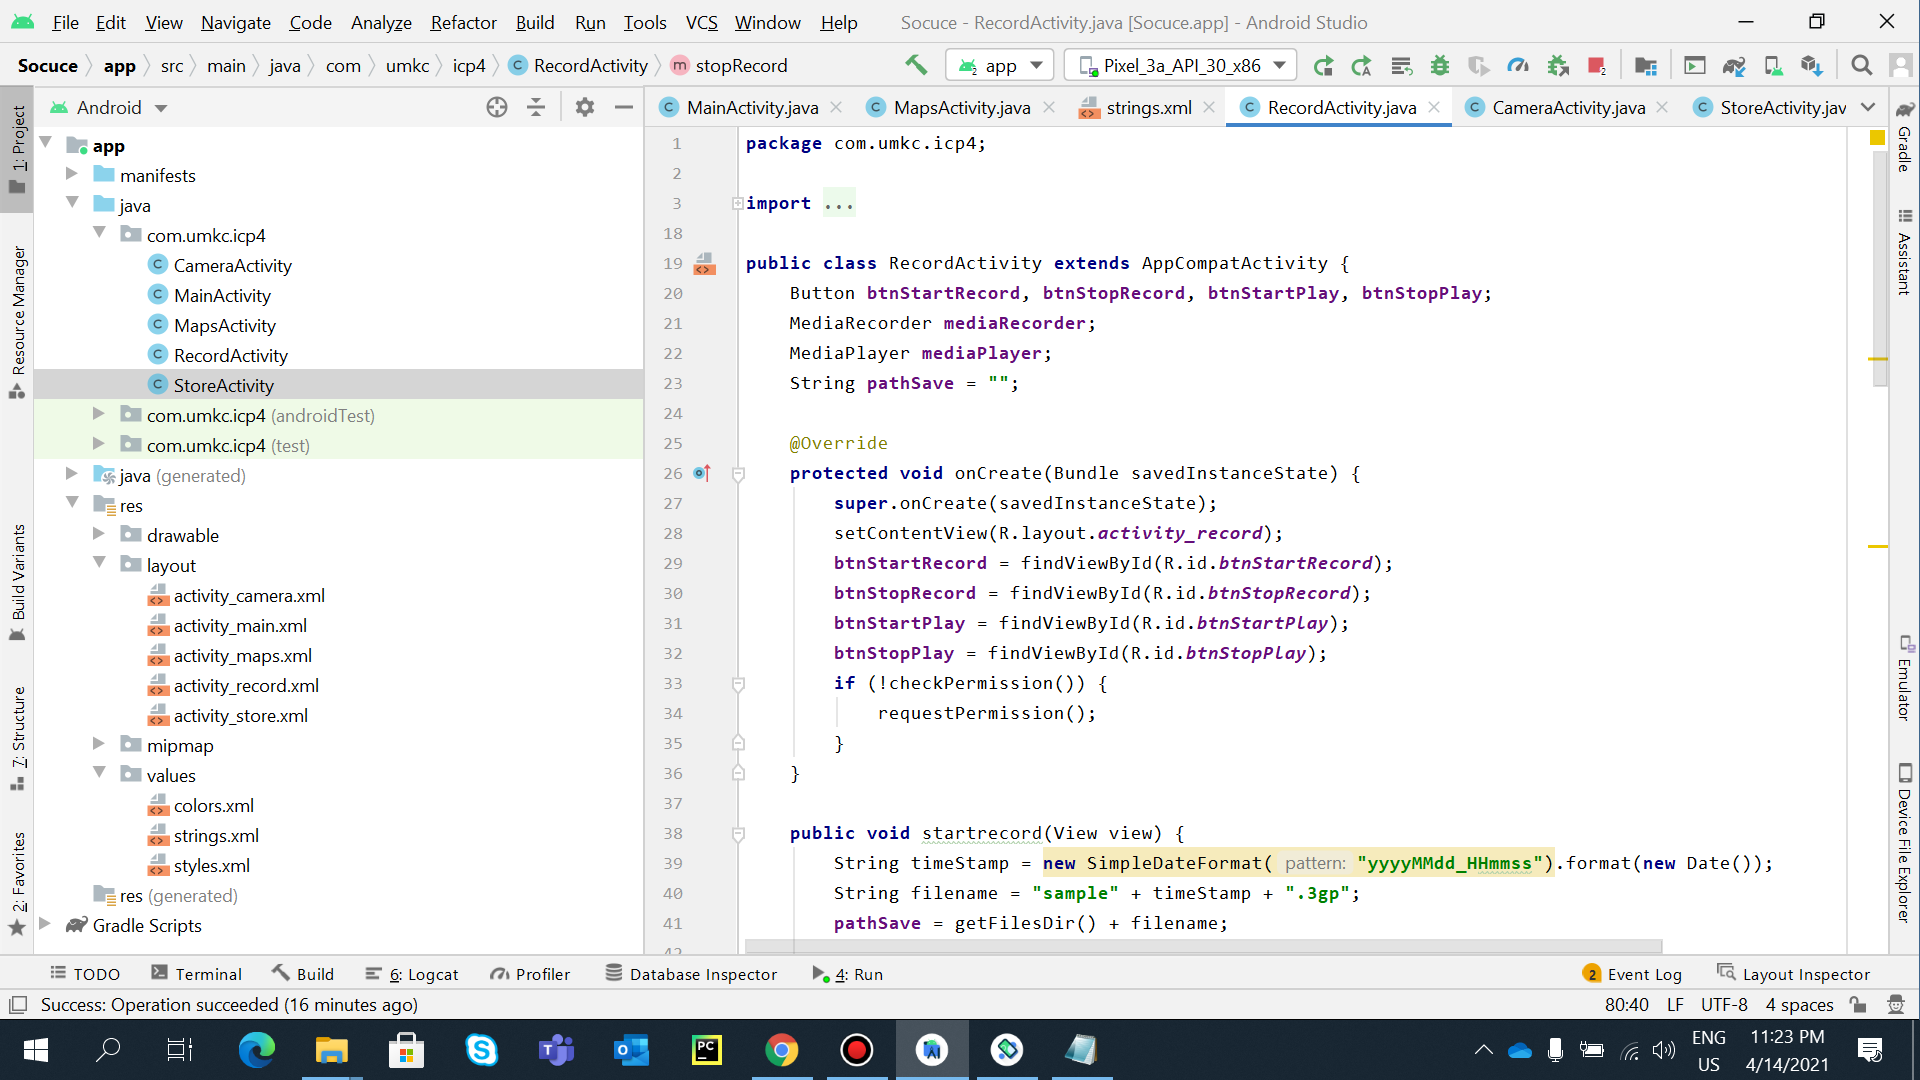 File Edit View Navigate Code Analyze Refactor Build Run Tools VCS Window Help Socuce - RecordActivity.java [Socuce.app] - Android Studio
Socuce app src main java com umkc icp4 RecordActivity stopRecord app Pixel_3a_API_30_x86
Android
MainActivity.java MapsActivity.java strings.xml RecordActivity.java CameraActivity.java StoreActivity.jav
1: Project
Resource Manager
Build Variants
7: Structure
2: Favorites
app
manifests
java
com.umkc.icp4
CameraActivity
MainActivity
MapsActivity
RecordActivity
StoreActivity
com.umkc.icp4 (androidTest)
com.umkc.icp4 (test)
java (generated)
res
drawable
layout
activity_camera.xml
activity_main.xml
activity_maps.xml
activity_record.xml
activity_store.xml
mipmap
values
colors.xml
strings.xml
styles.xml
res (generated)
Gradle Scripts
1 package com.umkc.icp4;
2
3 import ...
18
19 public class RecordActivity extends AppCompatActivity {
20 Button btnStartRecord, btnStopRecord, btnStartPlay, btnStopPlay;
21 MediaRecorder mediaRecorder;
22 MediaPlayer mediaPlayer;
23 String pathSave = "";
24
25 @Override
26 protected void onCreate(Bundle savedInstanceState) {
27 super.onCreate(savedInstanceState);
28 setContentView(R.layout.activity_record);
29 btnStartRecord = findViewById(R.id.btnStartRecord);
30 btnStopRecord = findViewById(R.id.btnStopRecord);
31 btnStartPlay = findViewById(R.id.btnStartPlay);
32 btnStopPlay = findViewById(R.id.btnStopPlay);
33 if (!checkPermission()) {
34 requestPermission();
35 }
36 }
37
38 public void startrecord(View view) {
39 String timeStamp = new SimpleDateFormat( pattern: "yyyyMMdd_HHmmss").format(new Date());
40 String filename = "sample" + timeStamp + ".3gp";
41 pathSave = getFilesDir() + filename;
Gradle
Assistant
Emulator
Device File Explorer
TODO Terminal Build 6: Logcat Profiler Database Inspector 4: Run 2 Event Log Layout Inspector
Success: Operation succeeded (16 minutes ago) 80:40 LF UTF-8 4 spaces
ENG 11:23 PM
US 4/14/2021